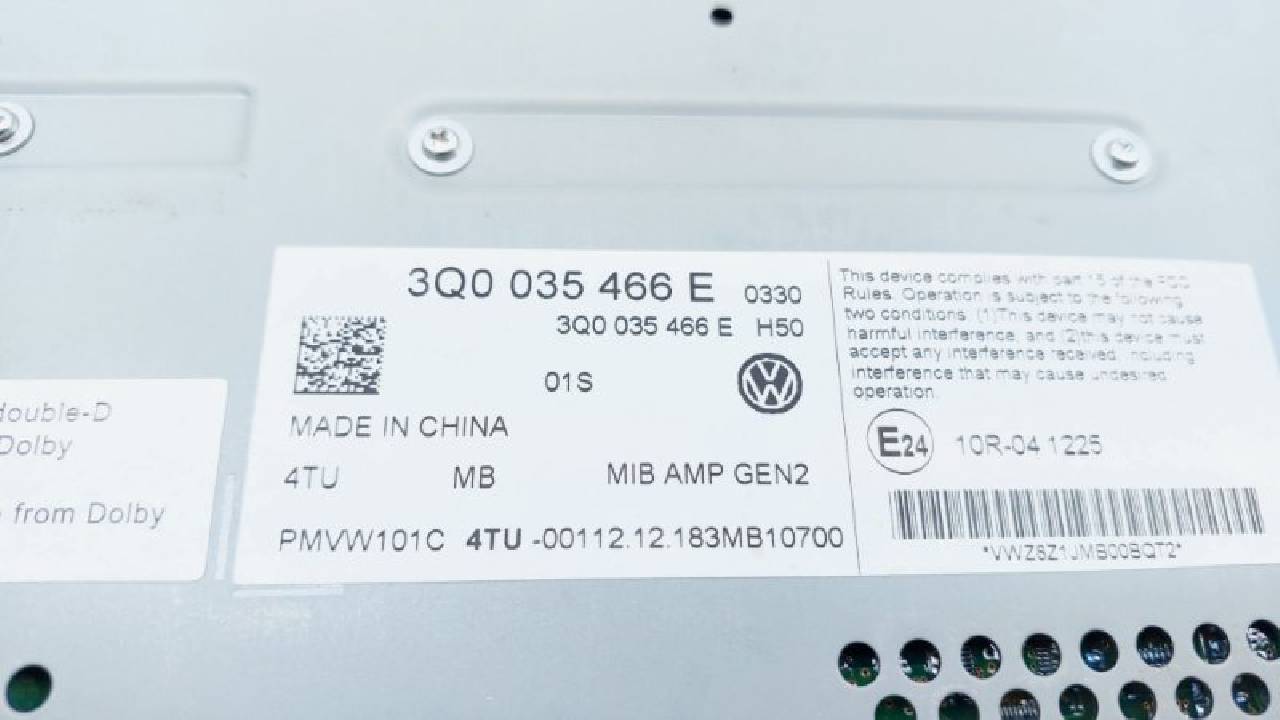 3Q0 035 466 E 0330
3Q0 035 466 E H50
01S
MADE IN CHINA
4TU MB MIB AMP GEN2
PMVW101C 4TU -00112.12.183MB10700
This device complies with part 15 of the FCC
Rules. Operation is subject to the following
two conditions. (1)This device may not cause
harmful interference, and (2)this device must
accept any interference received, including
interference that may cause undesired
operation.
E24 10R-04 1225
double-D
Dolby
from Dolby